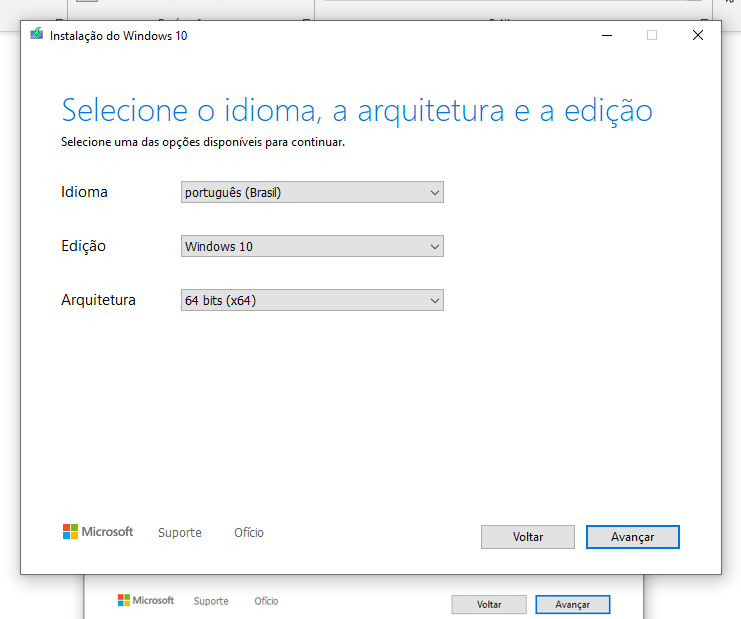 Instalação do Windows 10
Selecione o idioma, a arquitetura e a edição
Selecione uma das opções disponíveis para continuar.
Idioma
português (Brasil)
Edição
Windows 10
Arquitetura
64 bits (x64)
Microsoft
Suporte
Ofício
Voltar
Avançar
Microsoft
Suporte
Ofício
Voltar
Avançar